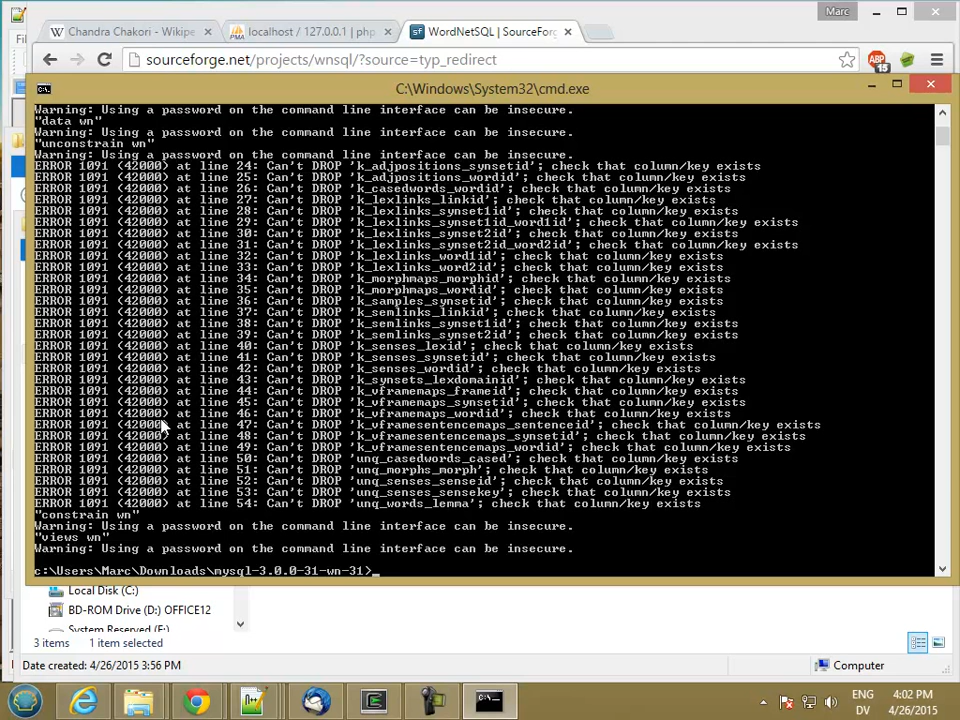 Marc
Chandra Chakori - Wikipe
localhost / 127.0.0.1 | php
WordNetSQL | SourceForg
sourceforge.net/projects/wnsql/?source=typ_redirect
ABP
15
C:\Windows\System32\cmd.exe
Warning: Using a password on the command line interface can be insecure.
"data wn"
Warning: Using a password on the command line interface can be insecure.
"unconstrain wn"
Warning: Using a password on the command line interface can be insecure.
ERROR 1091 (42000) at line 24: Can't DROP 'k_adjpositions_synsetid'; check that column/key exists
ERROR 1091 (42000) at line 25: Can't DROP 'k_adjpositions_wordid'; check that column/key exists
ERROR 1091 (42000) at line 26: Can't DROP 'k_casedwords_wordid'; check that column/key exists
ERROR 1091 (42000) at line 27: Can't DROP 'k_lexlinks_linkid'; check that column/key exists
ERROR 1091 (42000) at line 28: Can't DROP 'k_lexlinks_synset1id'; check that column/key exists
ERROR 1091 (42000) at line 29: Can't DROP 'k_lexlinks_synset1id_word1id'; check that column/key exists
ERROR 1091 (42000) at line 30: Can't DROP 'k_lexlinks_synset2id'; check that column/key exists
ERROR 1091 (42000) at line 31: Can't DROP 'k_lexlinks_synset2id_word2id'; check that column/key exists
ERROR 1091 (42000) at line 32: Can't DROP 'k_lexlinks_word1id'; check that column/key exists
ERROR 1091 (42000) at line 33: Can't DROP 'k_lexlinks_word2id'; check that column/key exists
ERROR 1091 (42000) at line 34: Can't DROP 'k_morphmaps_morphid'; check that column/key exists
ERROR 1091 (42000) at line 35: Can't DROP 'k_morphmaps_wordid'; check that column/key exists
ERROR 1091 (42000) at line 36: Can't DROP 'k_samples_synsetid'; check that column/key exists
ERROR 1091 (42000) at line 37: Can't DROP 'k_semlinks_linkid'; check that column/key exists
ERROR 1091 (42000) at line 38: Can't DROP 'k_semlinks_synset1id'; check that column/key exists
ERROR 1091 (42000) at line 39: Can't DROP 'k_semlinks_synset2id'; check that column/key exists
ERROR 1091 (42000) at line 40: Can't DROP 'k_senses_lexid'; check that column/key exists
ERROR 1091 (42000) at line 41: Can't DROP 'k_senses_synsetid'; check that column/key exists
ERROR 1091 (42000) at line 42: Can't DROP 'k_senses_wordid'; check that column/key exists
ERROR 1091 (42000) at line 43: Can't DROP 'k_synsets_lexdomainid'; check that column/key exists
ERROR 1091 (42000) at line 44: Can't DROP 'k_vframemaps_frameid'; check that column/key exists
ERROR 1091 (42000) at line 45: Can't DROP 'k_vframemaps_synsetid'; check that column/key exists
ERROR 1091 (42000) at line 46: Can't DROP 'k_vframemaps_wordid'; check that column/key exists
ERROR 1091 (42000) at line 47: Can't DROP 'k_vframesentencemaps_sentenceid'; check that column/key exists
ERROR 1091 (42000) at line 48: Can't DROP 'k_vframesentencemaps_synsetid'; check that column/key exists
ERROR 1091 (42000) at line 49: Can't DROP 'k_vframesentencemaps_wordid'; check that column/key exists
ERROR 1091 (42000) at line 50: Can't DROP 'unq_casedwords_cased'; check that column/key exists
ERROR 1091 (42000) at line 51: Can't DROP 'unq_morphs_morph'; check that column/key exists
ERROR 1091 (42000) at line 52: Can't DROP 'unq_senses_senseid'; check that column/key exists
ERROR 1091 (42000) at line 53: Can't DROP 'unq_senses_sensekey'; check that column/key exists
ERROR 1091 (42000) at line 54: Can't DROP 'unq_words_lemma'; check that column/key exists
"constrain wn"
Warning: Using a password on the command line interface can be insecure.
"views wn"
Warning: Using a password on the command line interface can be insecure.
c:\Users\Marc\Downloads\mysql-3.0.0-31-wn-31>_
Local Disk (C:)
BD-ROM Drive (D:) OFFICE12
System Reserved (F:)
3 items 1 item selected
Date created: 4/26/2015 3:56 PM
Computer
ENG
DV
4:02 PM
4/26/2015